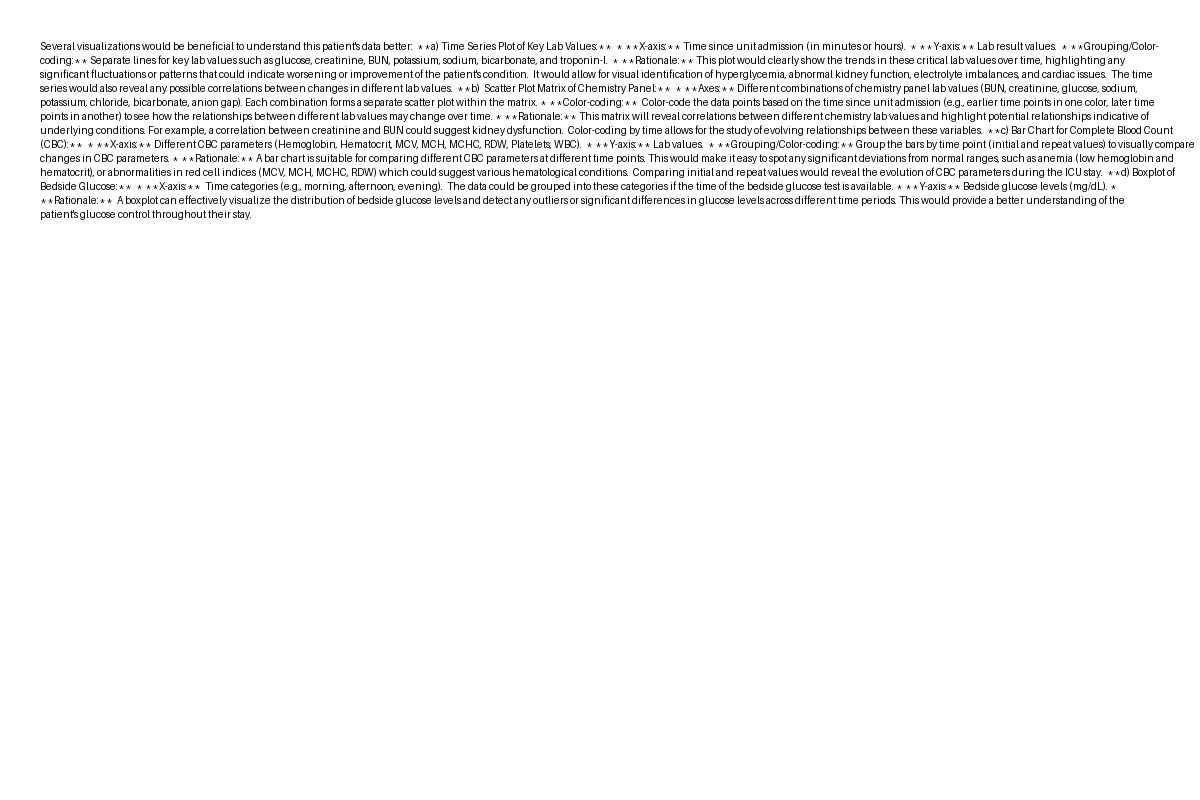 Several visualizations would be beneficial to understand this patient's data better:  **a) Time Series Plot of Key Lab Values:**  * **X-axis:** Time since unit admission (in minutes or hours).  * **Y-axis:** Lab result values.  * **Grouping/Color-
coding:** Separate lines for key lab values such as glucose, creatinine, BUN, potassium, sodium, bicarbonate, and troponin-I.  * **Rationale:** This plot would clearly show the trends in these critical lab values over time, highlighting any
significant fluctuations or patterns that could indicate worsening or improvement of the patient's condition.  It would allow for visual identification of hyperglycemia, abnormal kidney function, electrolyte imbalances, and cardiac issues.  The time
series would also reveal any possible correlations between changes in different lab values.  **b)  Scatter Plot Matrix of Chemistry Panel:**  * **Axes:** Different combinations of chemistry panel lab values (BUN, creatinine, glucose, sodium,
potassium, chloride, bicarbonate, anion gap). Each combination forms a separate scatter plot within the matrix. * **Color-coding:**  Color-code the data points based on the time since unit admission (e.g., earlier time points in one color, later time
points in another) to see how the relationships between different lab values may change over time. * **Rationale:** This matrix will reveal correlations between different chemistry lab values and highlight potential relationships indicative of
underlying conditions. For example, a correlation between creatinine and BUN could suggest kidney dysfunction.  Color-coding by time allows for the study of evolving relationships between these variables.  **c) Bar Chart for Complete Blood Count
(CBC):**  * **X-axis:** Different CBC parameters (Hemoglobin, Hematocrit, MCV, MCH, MCHC, RDW, Platelets, WBC).  * **Y-axis:** Lab values.  * **Grouping/Color-coding:** Group the bars by time point (initial and repeat values) to visually compare
changes in CBC parameters. * **Rationale:** A bar chart is suitable for comparing different CBC parameters at different time points. This would make it easy to spot any significant deviations from normal ranges, such as anemia (low hemoglobin and
hematocrit), or abnormalities in red cell indices (MCV, MCH, MCHC, RDW) which could suggest various hematological conditions.  Comparing initial and repeat values would reveal the evolution of CBC parameters during the ICU stay.  **d) Boxplot of
Bedside Glucose:**  * **X-axis:**  Time categories (e.g., morning, afternoon, evening).  The data could be grouped into these categories if the time of the bedside glucose test is available. * **Y-axis:** Bedside glucose levels (mg/dL). *
**Rationale:**  A boxplot can effectively visualize the distribution of bedside glucose levels and detect any outliers or significant differences in glucose levels across different time periods. This would provide a better understanding of the
patient's glucose control throughout their stay.